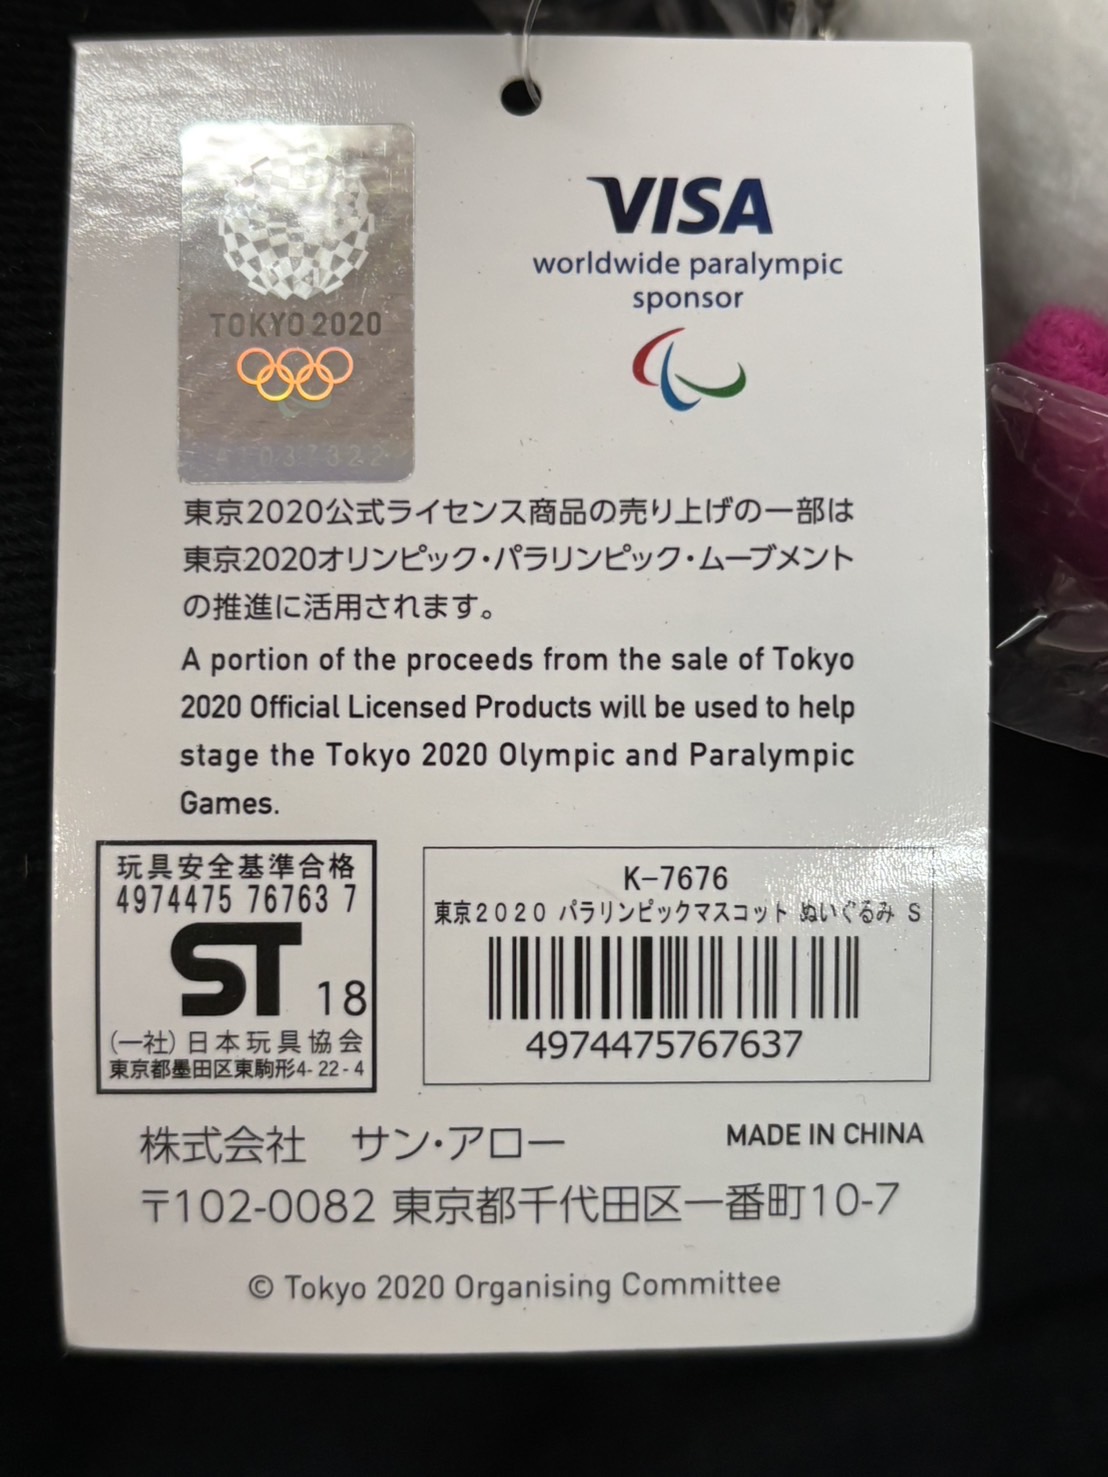 TOKYO 2020
VISA
worldwide paralympic
sponsor
東京2020公式ライセンス商品の売り上げの一部は
東京2020オリンピック・パラリンピック・ムーブメント
の推進に活用されます。
A portion of the proceeds from the sale of Tokyo
2020 Official Licensed Products will be used to help
stage the Tokyo 2020 Olympic and Paralympic
Games.
玩具安全基準合格
4974475 76763 7
ST 18
(一社)日本玩具協会
東京都墨田区東駒形4-22-4
K-7676
東京2020 パラリンピックマスコット ぬいぐるみ S
4974475767637
株式会社 サン・アロー
MADE IN CHINA
〒102-0082 東京都千代田区一番町10-7
© Tokyo 2020 Organising Committee